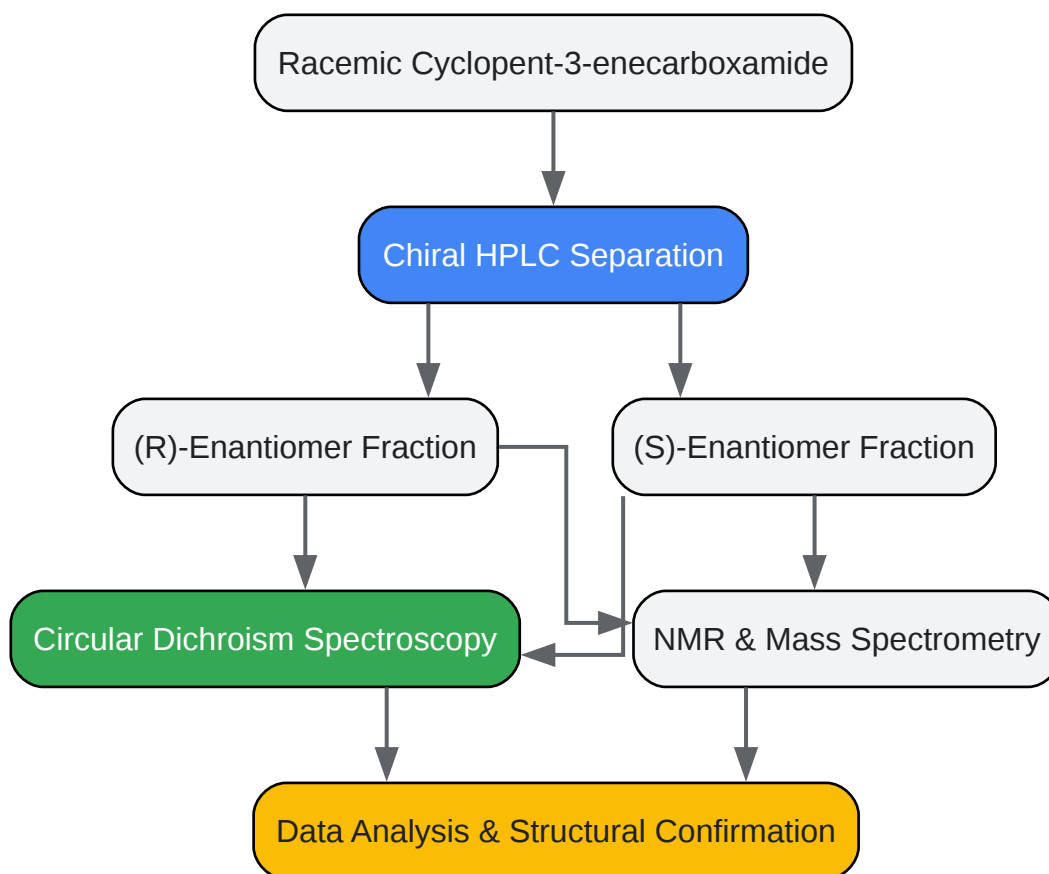 Racemic Cyclopent-3-enecarboxamide
Chiral HPLC Separation
(R)-Enantiomer Fraction
(S)-Enantiomer Fraction
Circular Dichroism Spectroscopy
NMR & Mass Spectrometry
Data Analysis & Structural Confirmation